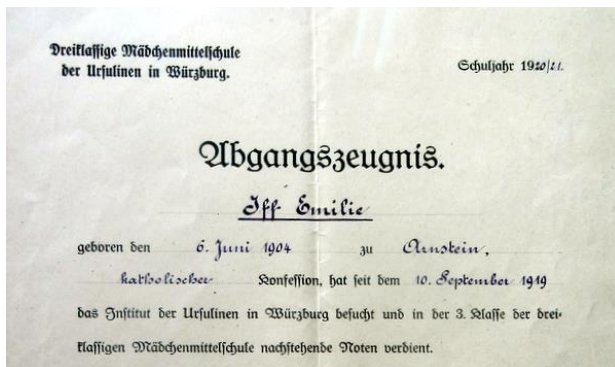 Dreiklassige Mädchenmittelschule
der Ursulinen in Würzburg.
Schuljahr 1920/21.
Abgangszeugnis.
Iff Emilie
geboren den 6. Juni 1904 zu Arnstein,
katholischer Konfession, hat seit dem 10. September 1919
das Institut der Ursulinen in Würzburg besucht und in der 3. Klasse der drei-
klassigen Mädchenmittelschule nachstehende Noten verdient.